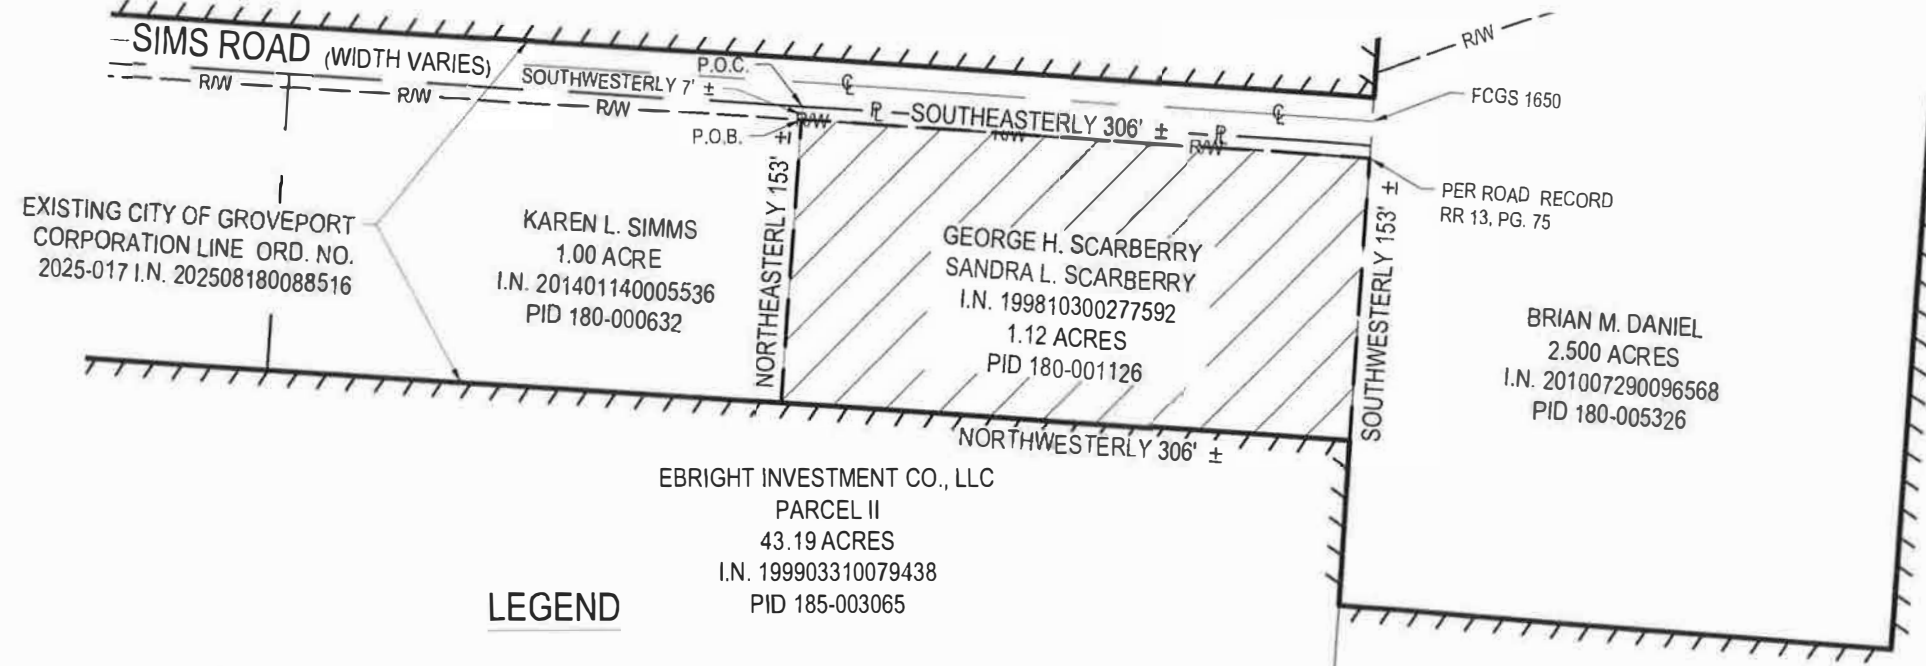 SIMS ROAD (WIDTH VARIES)
R/W
R/W
R/W
SOUTHWESTERLY 7' ±
P.O.C.
P.O.B.
R/W
℄
℄
R/W
FCGS 1650
R/W
PL
SOUTHEASTERLY 306' ±
PL
R/W
R/W
PER ROAD RECORD
RR 13, PG. 75
EXISTING CITY OF GROVEPORT
CORPORATION LINE ORD. NO.
2025-017 I.N. 202508180088516
KAREN L. SIMMS
1.00 ACRE
I.N. 201401140005536
PID 180-000632
NORTHEASTERLY 153' ±
GEORGE H. SCARBERRY
SANDRA L. SCARBERRY
I.N. 199810300277592
1.12 ACRES
PID 180-001126
SOUTHWESTERLY 153' ±
BRIAN M. DANIEL
2.500 ACRES
I.N. 201007290096568
PID 180-005326
NORTHWESTERLY 306' ±
EBRIGHT INVESTMENT CO., LLC
PARCEL II
43.19 ACRES
I.N. 199903310079438
PID 185-003065
LEGEND